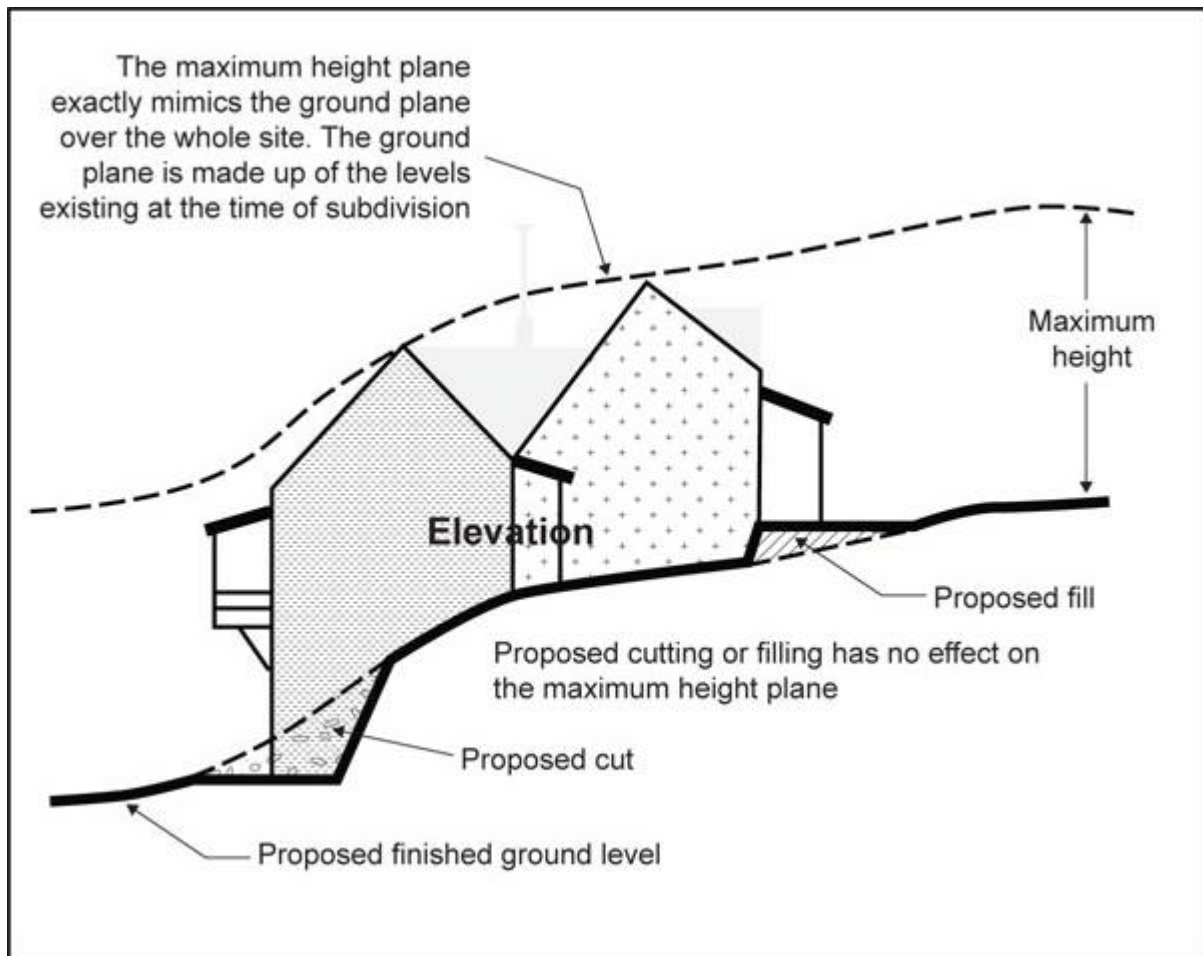 The maximum height plane
exactly mimics the ground plane
over the whole site. The ground
plane is made up of the levels
existing at the time of subdivision
Maximum
height
Elevation
Proposed fill
Proposed cutting or filling has no effect on
the maximum height plane
Proposed cut
Proposed finished ground level